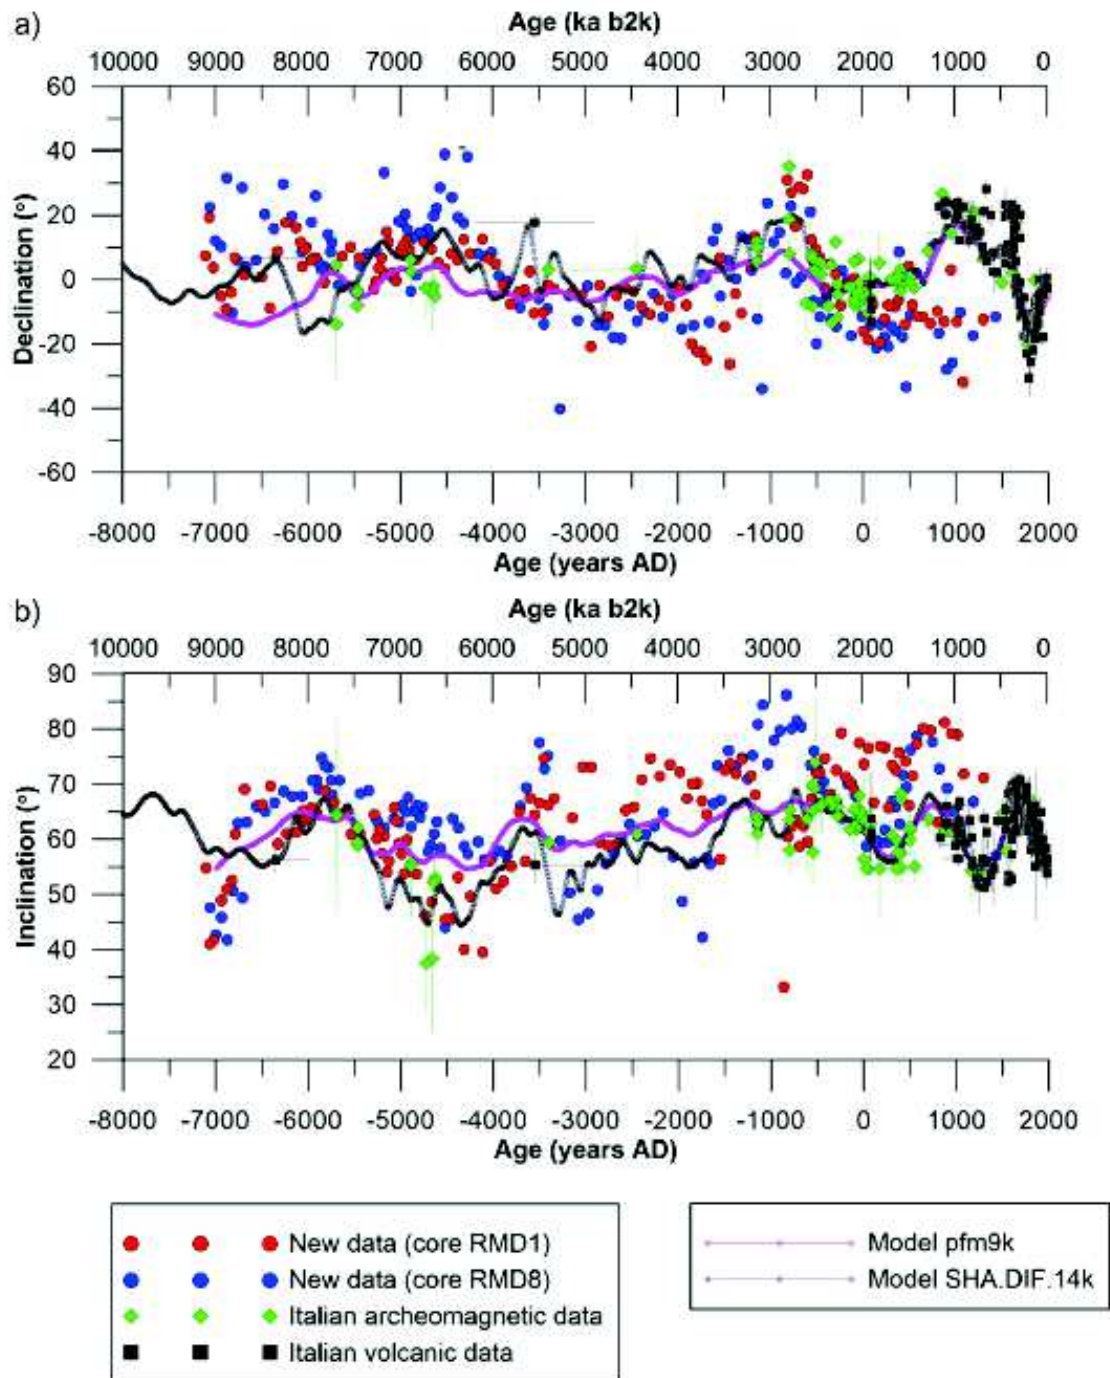 a)
Age (ka b2k)
10000 9000 8000 7000 6000 5000 4000 3000 2000 1000 0
60
40
20
0
-20
-40
-60
Declination (°)
-8000 -7000 -6000 -5000 -4000 -3000 -2000 -1000 0 1000 2000
Age (years AD)
b)
Age (ka b2k)
10000 9000 8000 7000 6000 5000 4000 3000 2000 1000 0
90
80
70
60
50
40
30
20
Inclination (°)
-8000 -7000 -6000 -5000 -4000 -3000 -2000 -1000 0 1000 2000
Age (years AD)
New data (core RMD1)
New data (core RMD8)
Italian archeomagnetic data
Italian volcanic data
Model pfm9k
Model SHA.DIF.14k